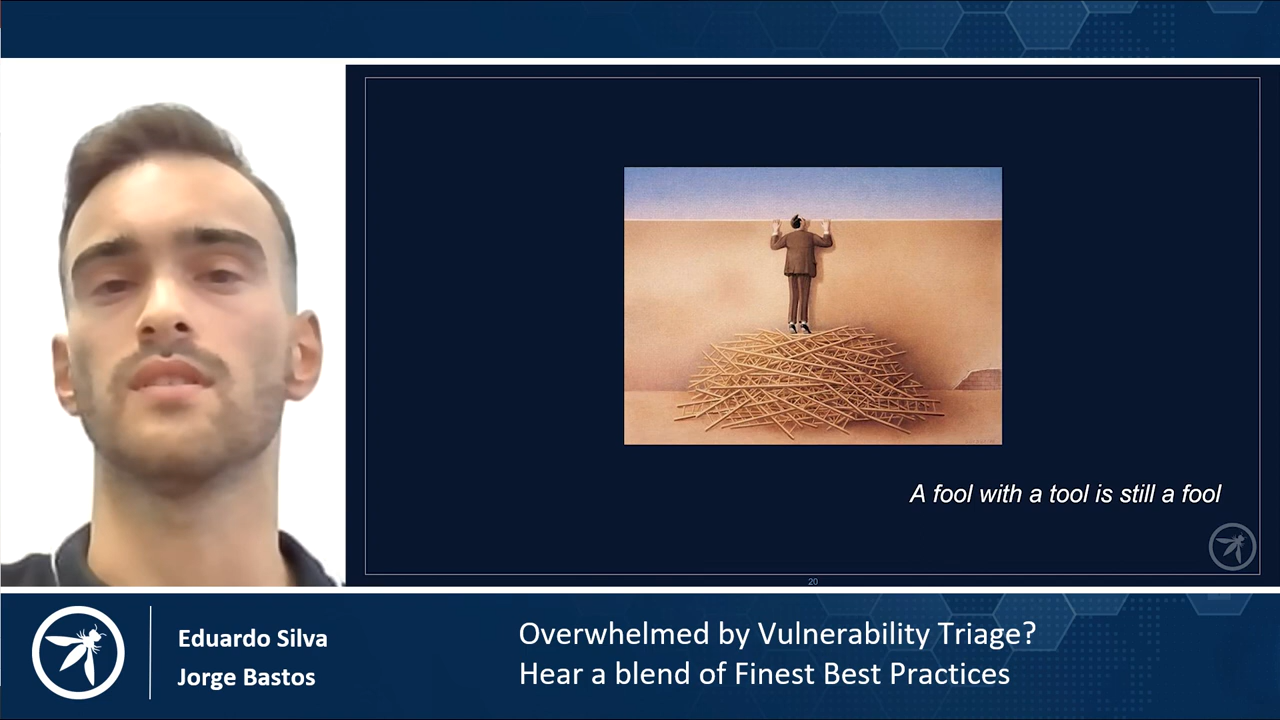 A fool with a tool is still a fool
20
Eduardo Silva
Jorge Bastos
Overwhelmed by Vulnerability Triage?
Hear a blend of Finest Best Practices